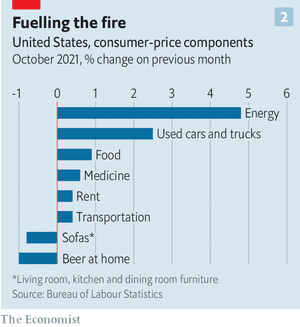 2
Fuelling the fire
United States, consumer-price components
October 2021, % change on previous month
-1 0 1 2 3 4 5 6
Energy
Used cars and trucks
Food
Medicine
Rent
Transportation
Sofas*
Beer at home
*Living room, kitchen and dining room furniture
Source: Bureau of Labour Statistics
The Economist